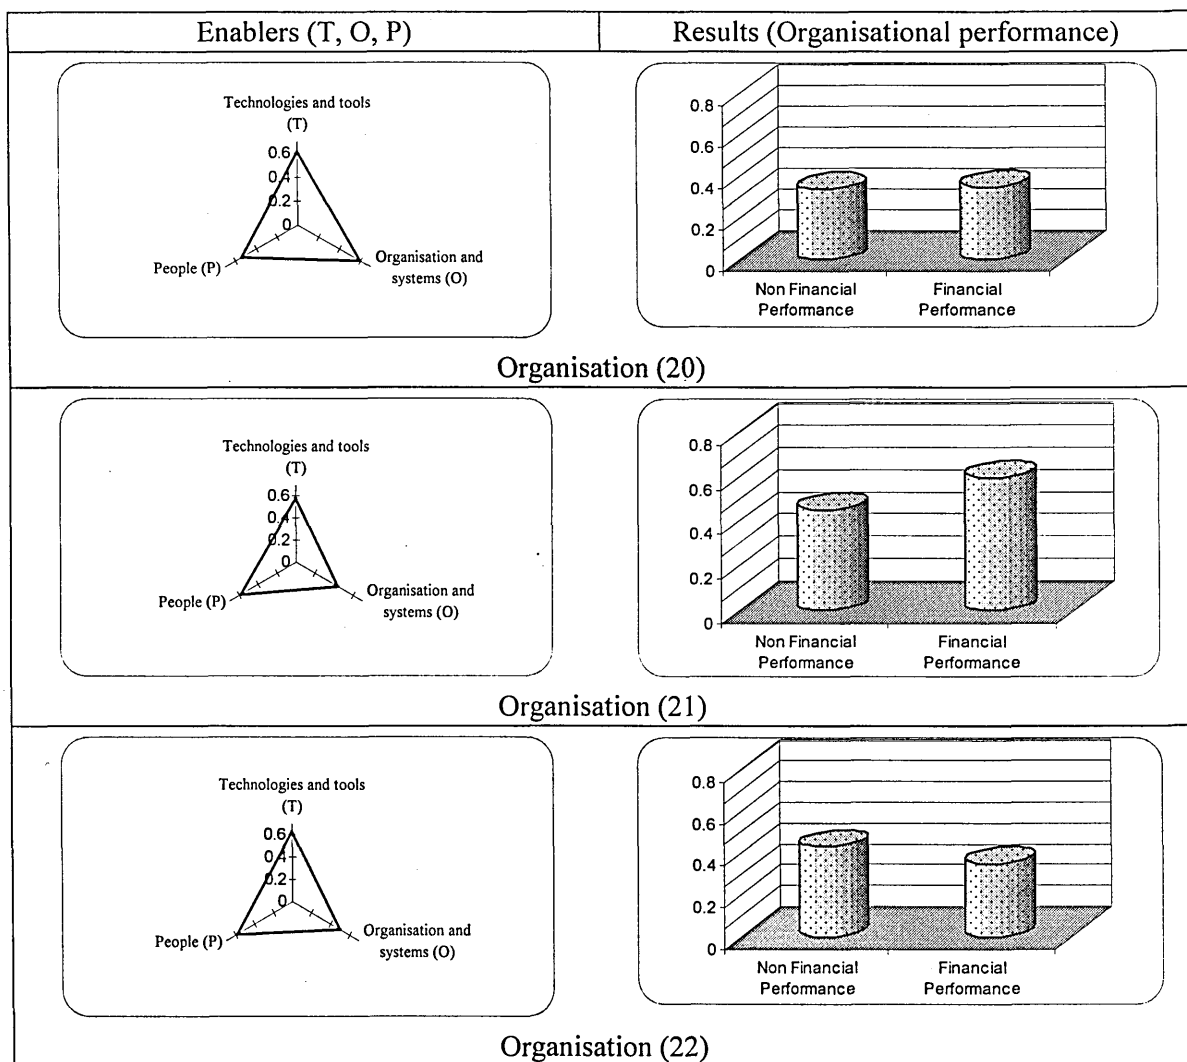 Enablers (T, O, P)
Results (Organisational performance)
Technologies and tools
(T)
0.6
0.4
0.2
0
People (P)
Organisation and
systems (O)
0.8
0.6
0.4
0.2
0
Non Financial
Performance
Financial
Performance
Organisation (20)
Technologies and tools
(T)
0.6
0.4
0.2
0
People (P)
Organisation and
systems (O)
0.8
0.6
0.4
0.2
0
Non Financial
Performance
Financial
Performance
Organisation (21)
Technologies and tools
(T)
0.6
0.4
0.2
0
People (P)
Organisation and
systems (O)
0.8
0.6
0.4
0.2
0
Non Financial
Performance
Financial
Performance
Organisation (22)